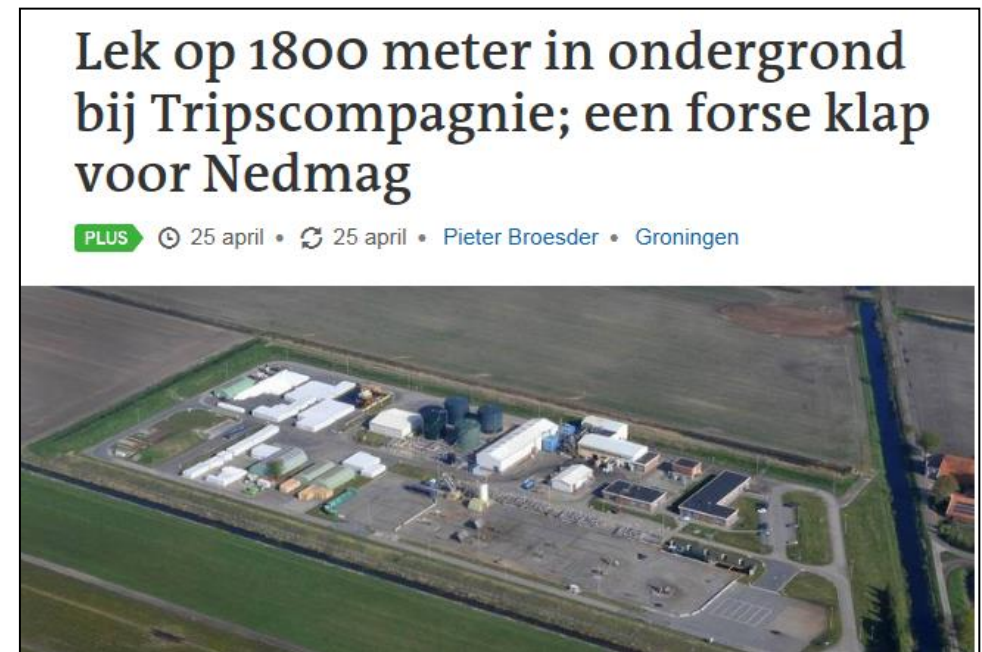 Lek op 1800 meter in ondergrond
bij Tripscompagnie; een forse klap
voor Nedmag
PLUS 25 april • 25 april • Pieter Broesder • Groningen